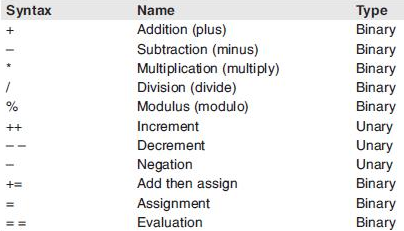 Syntax Name Type
+ Addition (plus) Binary
– Subtraction (minus) Binary
* Multiplication (multiply) Binary
/ Division (divide) Binary
% Modulus (modulo) Binary
++ Increment Unary
– – Decrement Unary
– Negation Unary
+= Add then assign Binary
= Assignment Binary
= = Evaluation Binary